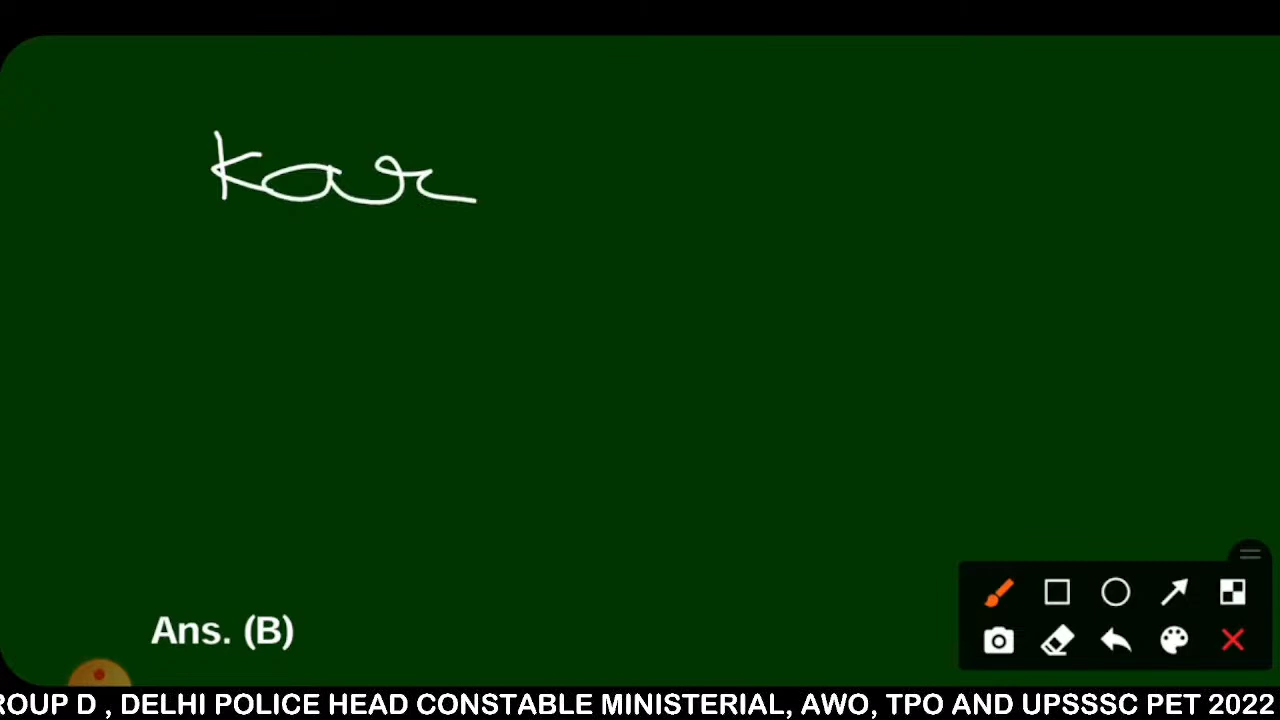 Kar
Ans. (B)
ROUP D , DELHI POLICE HEAD CONSTABLE MINISTERIAL, AWO, TPO AND UPSSSC PET 2022